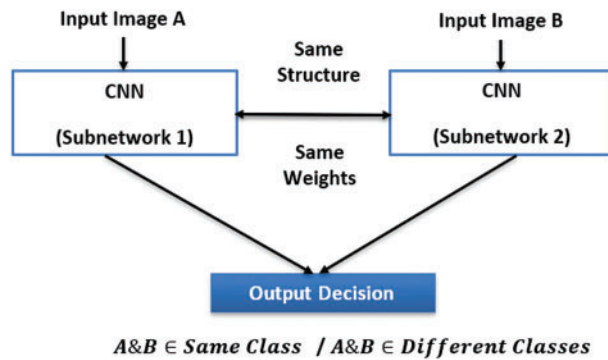 Input Image A
Input Image B
Same
Structure
CNN
(Subnetwork 1)
CNN
(Subnetwork 2)
Same
Weights
Output Decision
A&B ∈ Same Class / A&B ∈ Different Classes